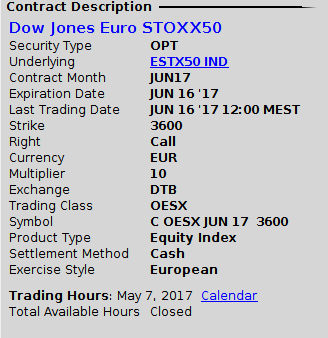 Contract Description
Dow Jones Euro STOXX50
Security Type OPT
Underlying ESTX50 IND
Contract Month JUN17
Expiration Date JUN 16 '17
Last Trading Date JUN 16 '17 12:00 MEST
Strike 3600
Right Call
Currency EUR
Multiplier 10
Exchange DTB
Trading Class OESX
Symbol C OESX JUN 17 3600
Product Type Equity Index
Settlement Method Cash
Exercise Style European
Trading Hours: May 7, 2017 Calendar
Total Available Hours Closed